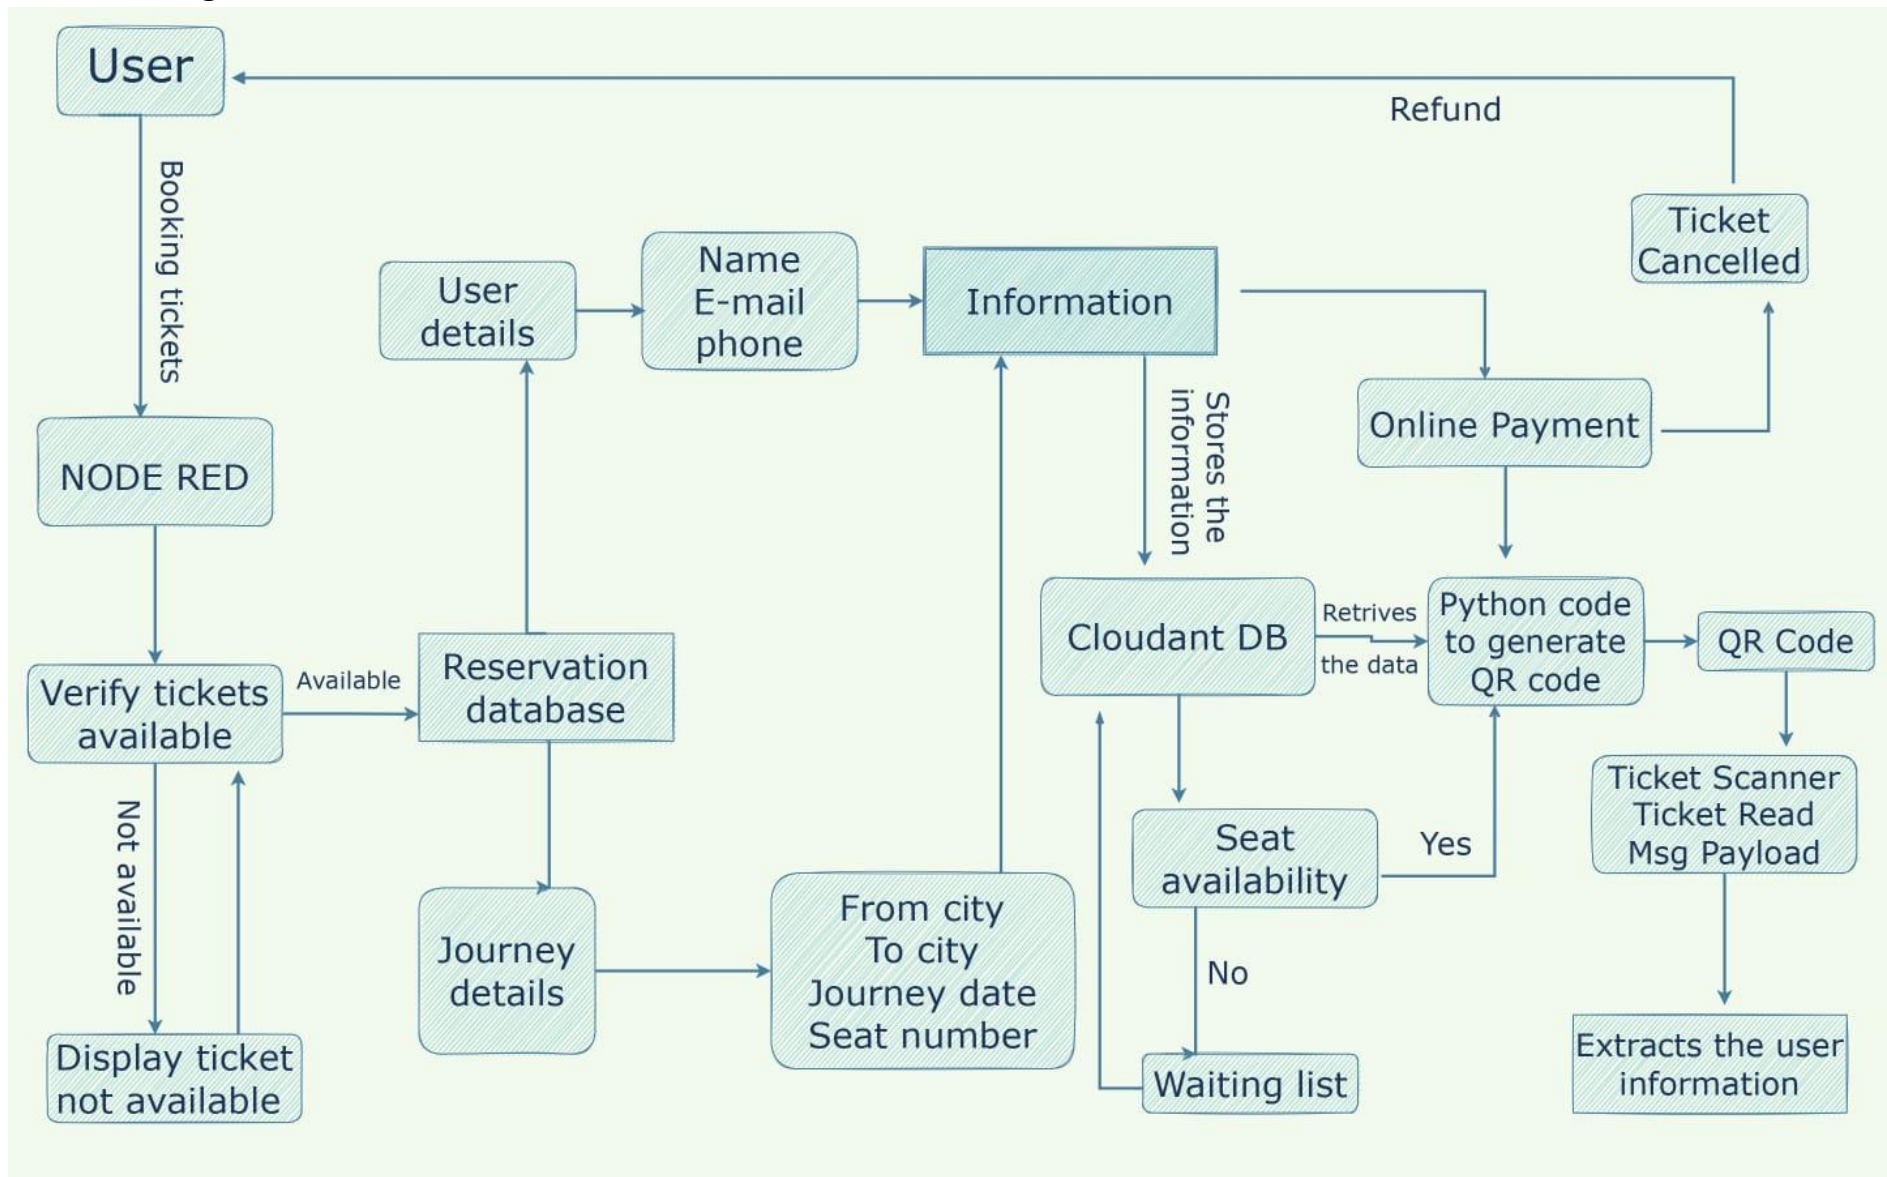 User
Refund
Booking tickets
Ticket
Cancelled
User
details
Name
E-mail
phone
Information
Stores the
information
Online Payment
NODE RED
Verify tickets
available
Available
Reservation
database
Cloudant DB
Retrives
the data
Python code
to generate
QR code
QR Code
Not available
Seat
availability
Yes
Ticket Scanner
Ticket Read
Msg Payload
Journey
details
From city
To city
Journey date
Seat number
No
Display ticket
not available
Waiting list
Extracts the user
information